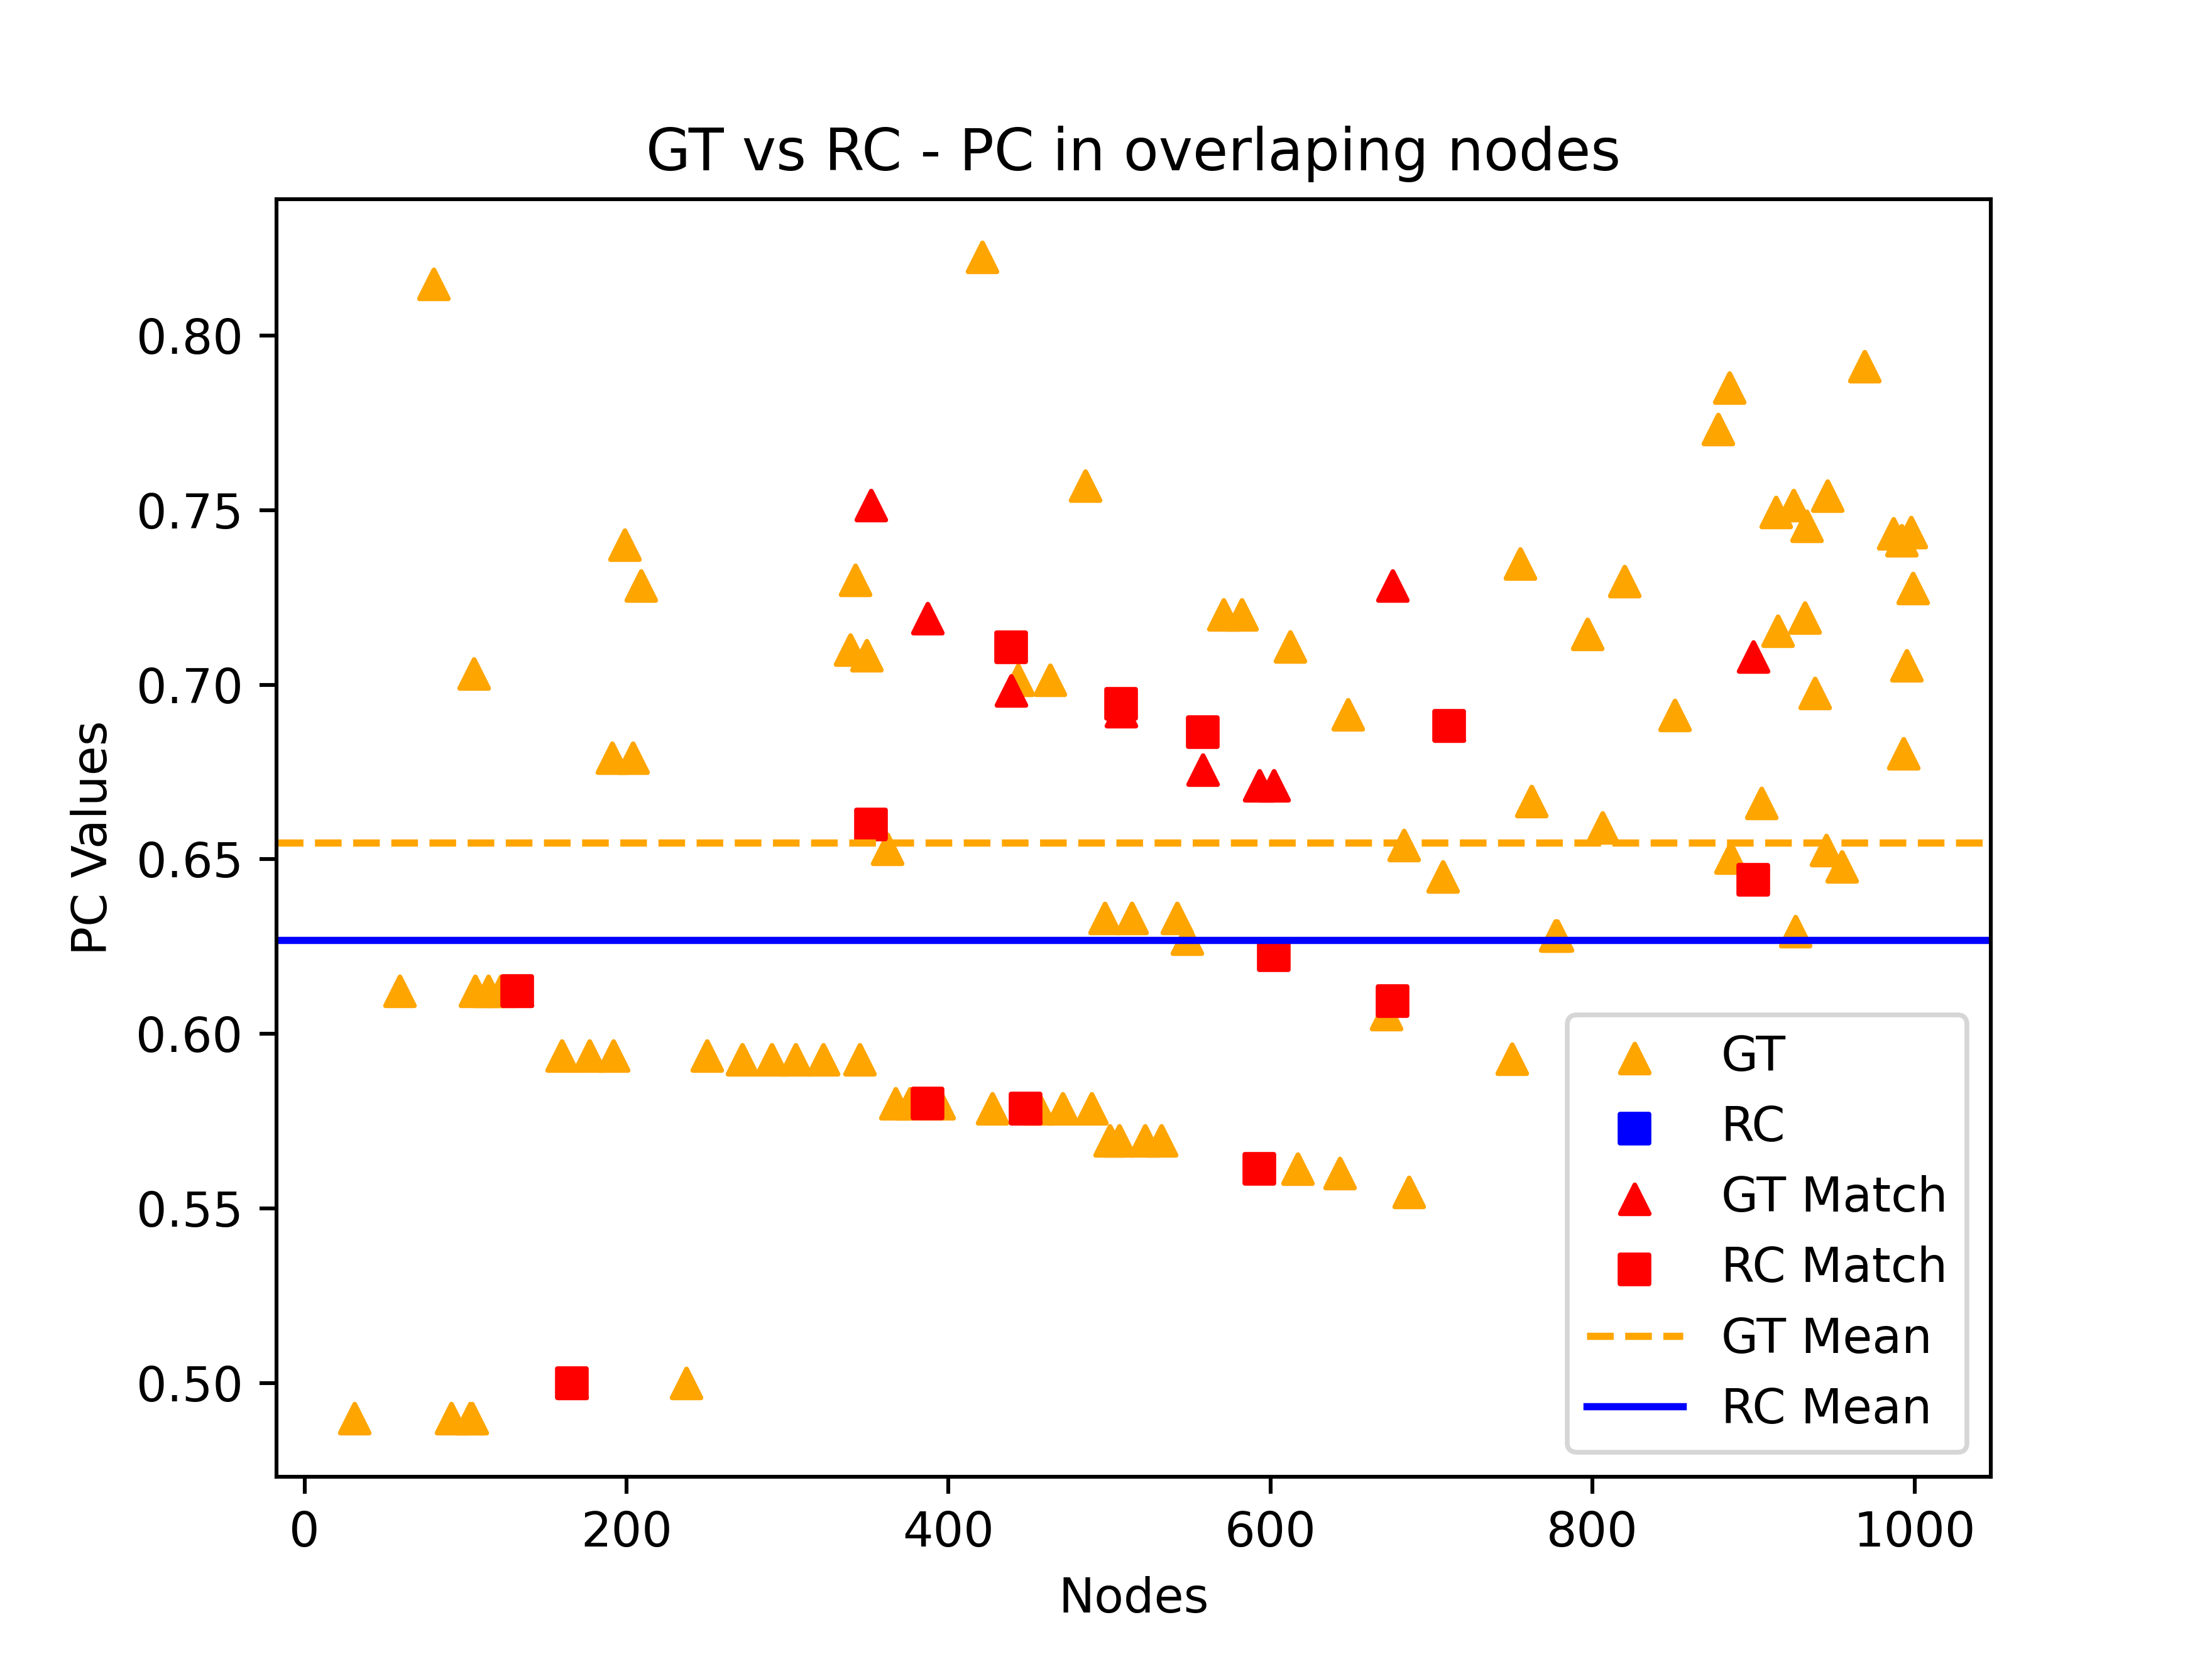 GT vs RC - PC in overlaping nodes
0.80
0.75
0.70
0.65
0.60
0.55
0.50
PC Values
0 200 400 600 800 1000
Nodes
GT
RC
GT Match
RC Match
GT Mean
RC Mean